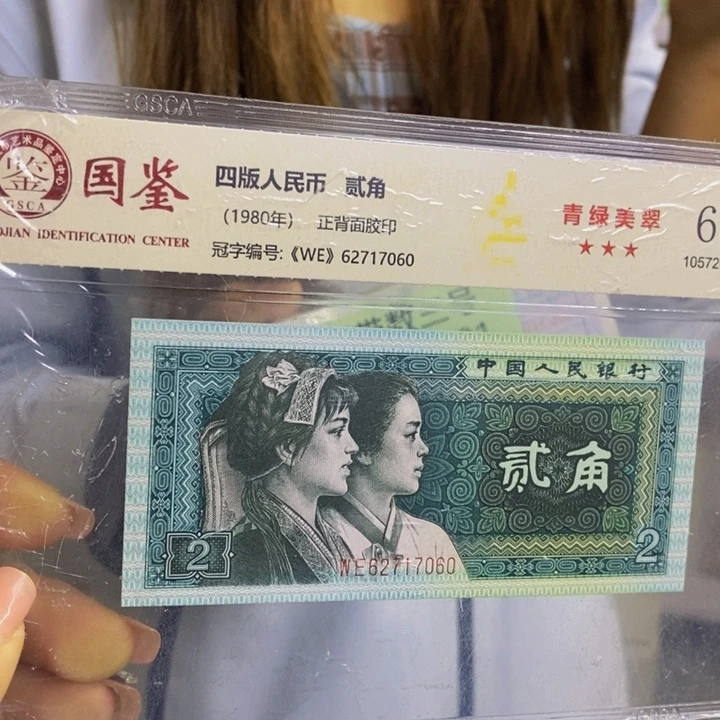 GSCA
国鉴
GSCA
IDENTIFICATION CENTER
四版人民币 贰角
(1980年) 正背面胶印
冠字编号:《WE》62717060
青绿美翠
★★★
6
10572
中国人民银行
贰角
2
2
WE62717060